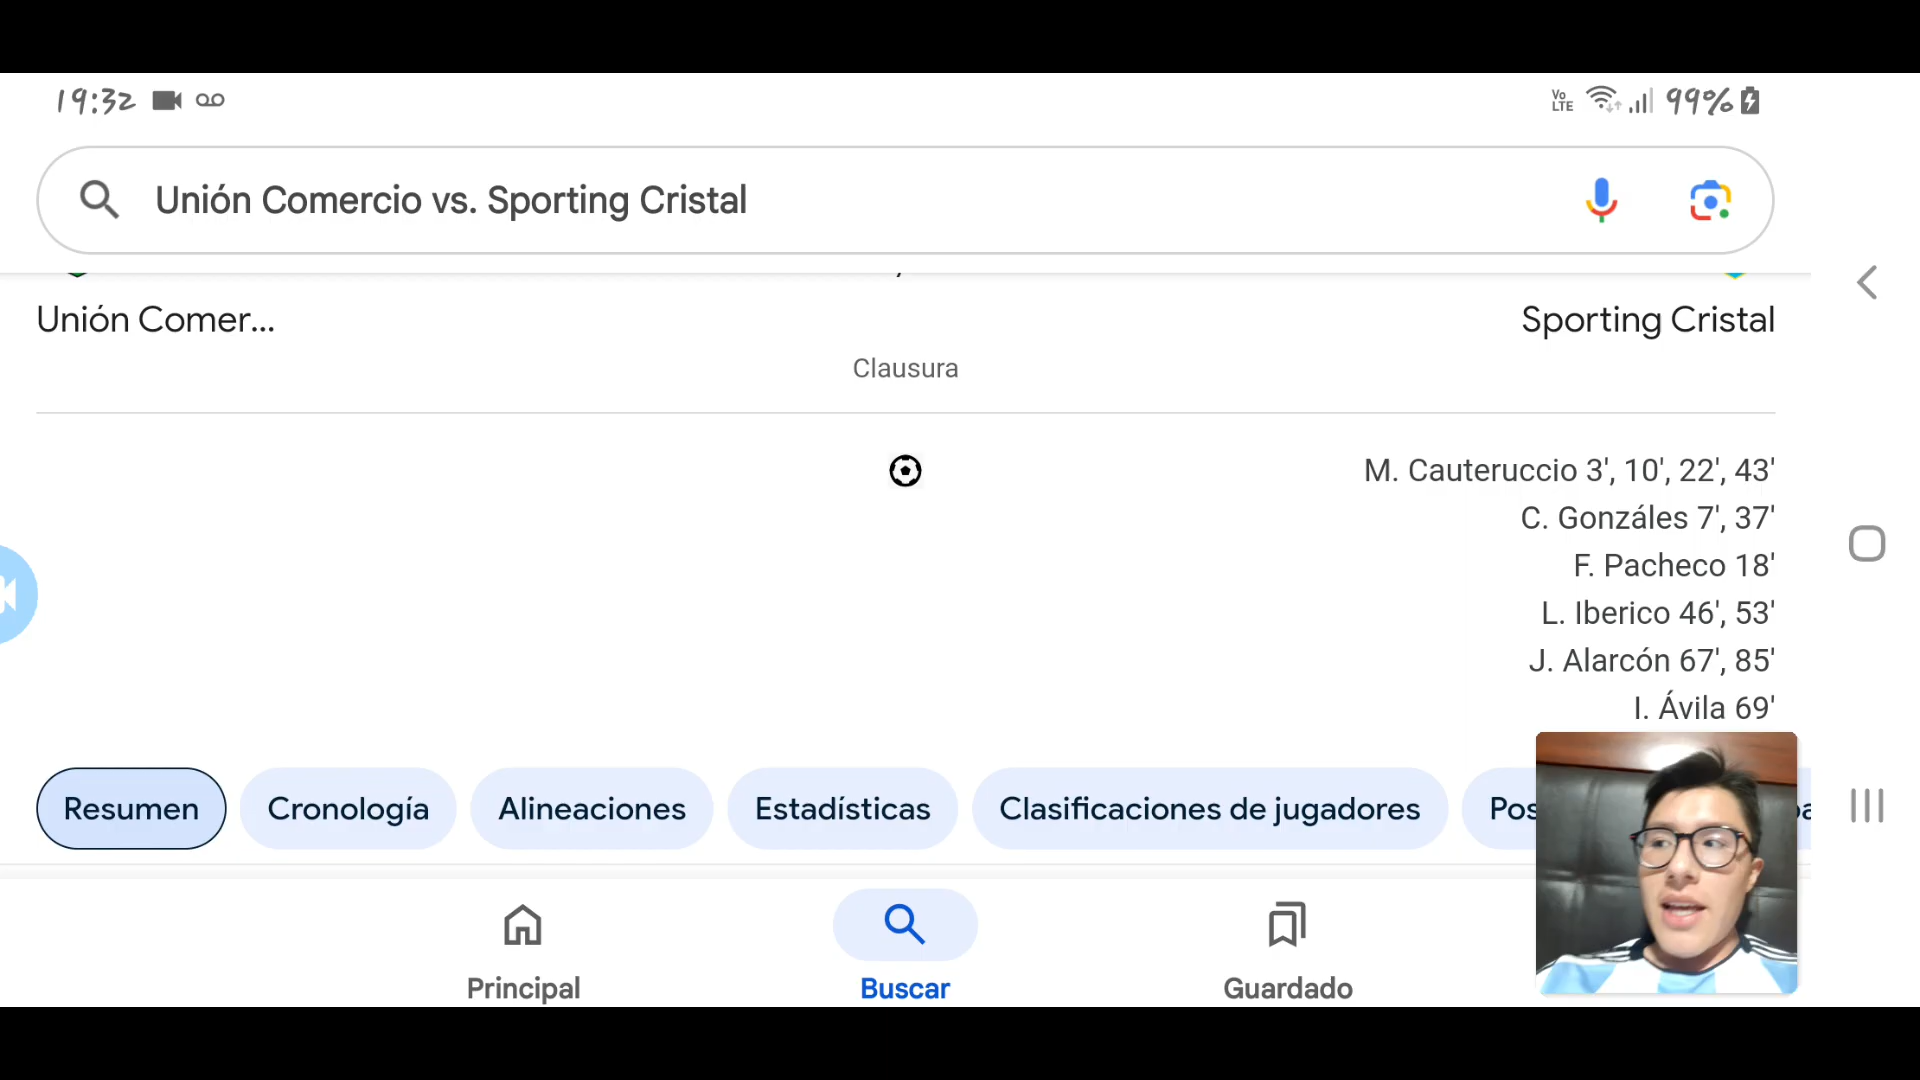 19:32
Vo LTE 99%
Unión Comercio vs. Sporting Cristal
Unión Comer...
Sporting Cristal
Clausura
M. Cauteruccio 3', 10', 22', 43'
C. Gonzáles 7', 37'
F. Pacheco 18'
L. Iberico 46', 53'
J. Alarcón 67', 85'
I. Ávila 69'
Resumen
Cronología
Alineaciones
Estadísticas
Clasificaciones de jugadores
Principal
Buscar
Guardado